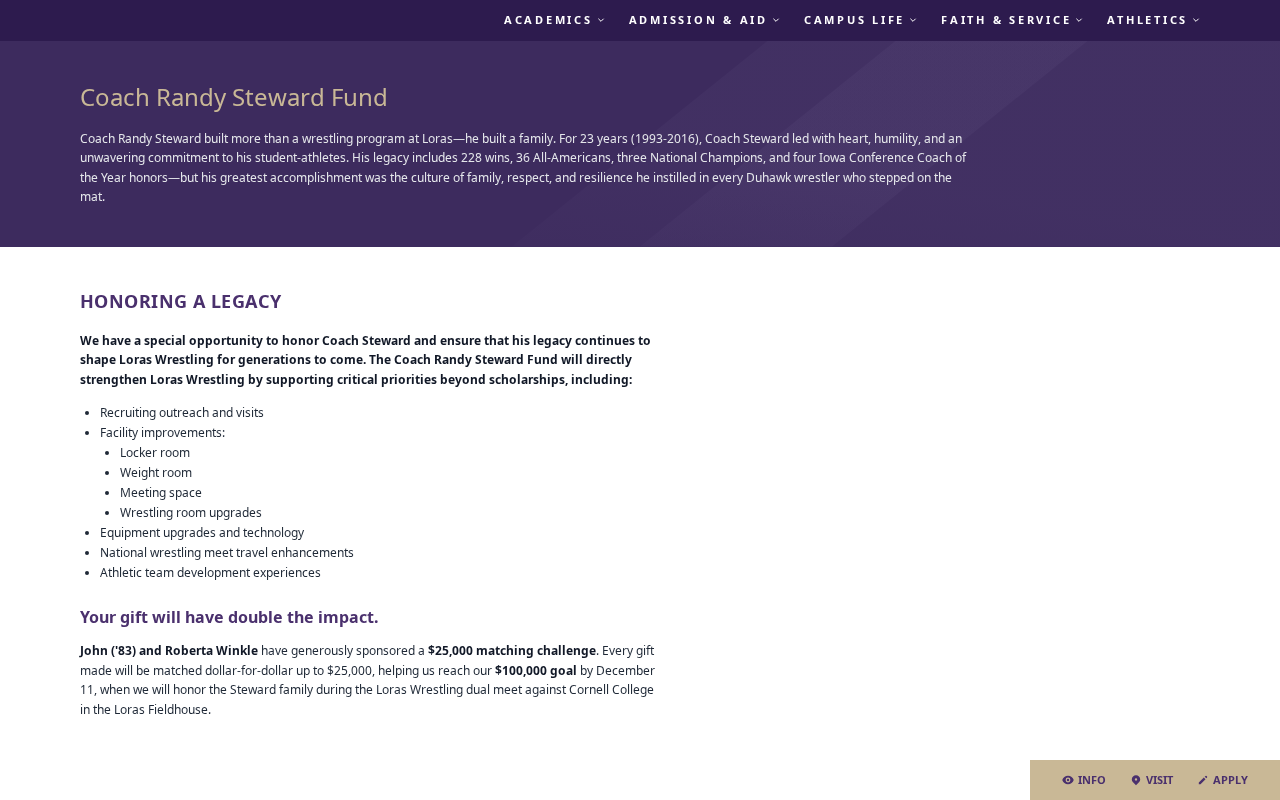 ACADEMICS ADMISSION & AID CAMPUS LIFE FAITH & SERVICE ATHLETICS
Coach Randy Steward Fund
Coach Randy Steward built more than a wrestling program at Loras—he built a family. For 23 years (1993-2016), Coach Steward led with heart, humility, and an
unwavering commitment to his student-athletes. His legacy includes 228 wins, 36 All-Americans, three National Champions, and four Iowa Conference Coach of
the Year honors—but his greatest accomplishment was the culture of family, respect, and resilience he instilled in every Duhawk wrestler who stepped on the
mat.
HONORING A LEGACY
We have a special opportunity to honor Coach Steward and ensure that his legacy continues to
shape Loras Wrestling for generations to come. The Coach Randy Steward Fund will directly
strengthen Loras Wrestling by supporting critical priorities beyond scholarships, including:
• Recruiting outreach and visits
• Facility improvements:
• Locker room
• Weight room
• Meeting space
• Wrestling room upgrades
• Equipment upgrades and technology
• National wrestling meet travel enhancements
• Athletic team development experiences
Your gift will have double the impact.
John ('83) and Roberta Winkle have generously sponsored a $25,000 matching challenge. Every gift
made will be matched dollar-for-dollar up to $25,000, helping us reach our $100,000 goal by December
11, when we will honor the Steward family during the Loras Wrestling dual meet against Cornell College
in the Loras Fieldhouse.
INFO VISIT APPLY